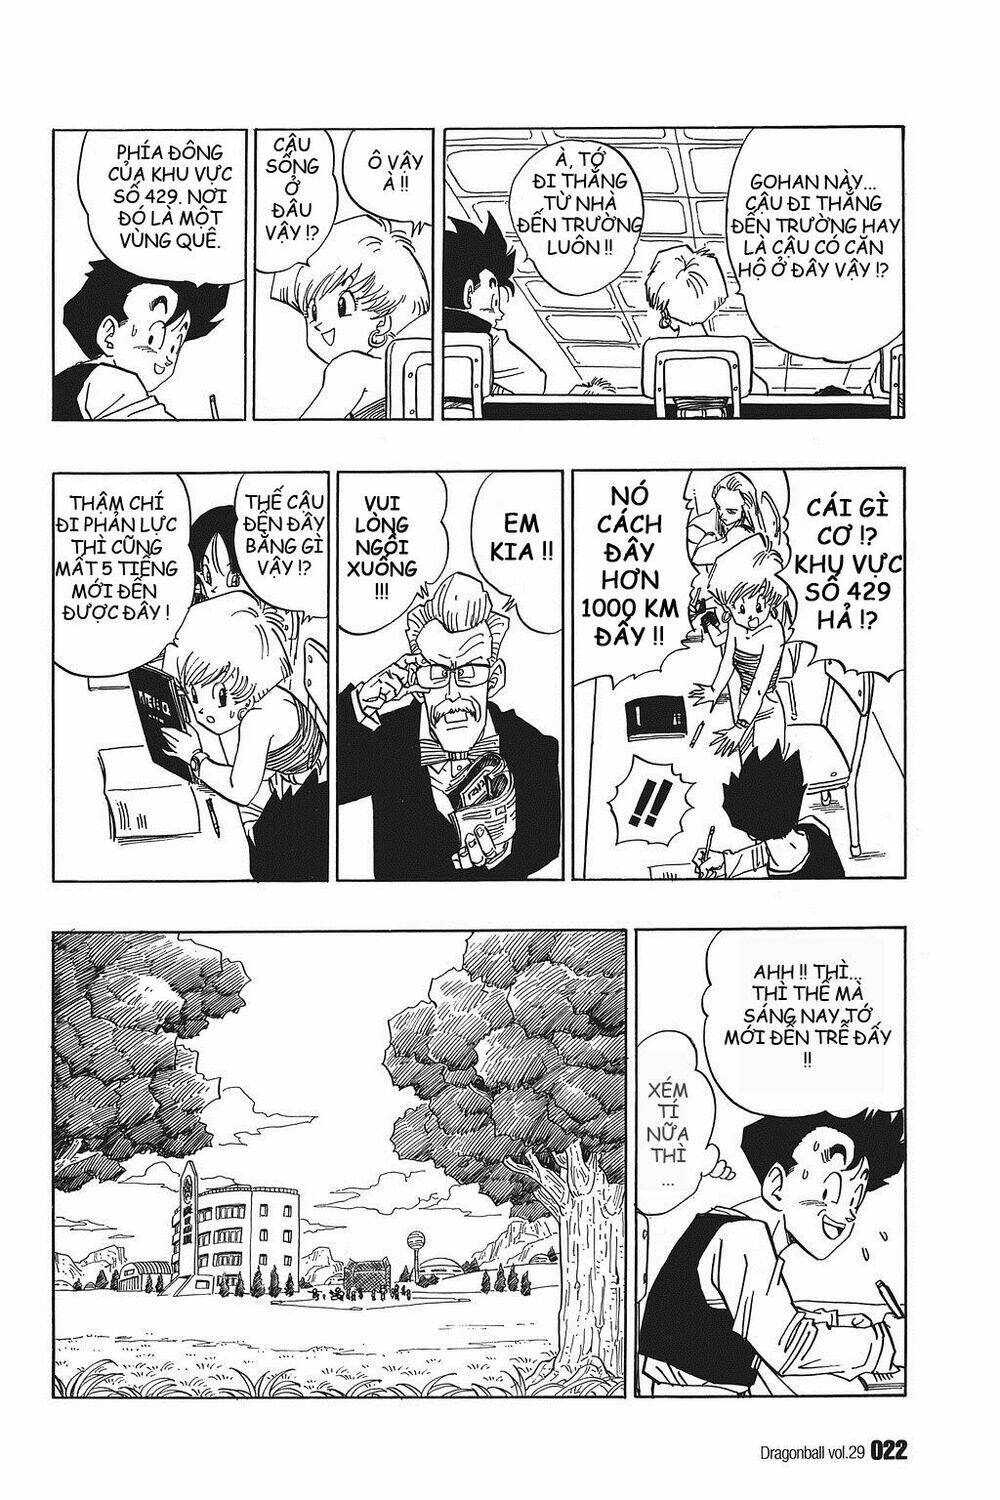 GOHAN NÀY...
CẬU ĐI THẲNG
ĐẾN TRƯỜNG HAY
LÀ CẬU CÓ CĂN
HỘ Ở ĐÂY VẬY !?
À, TỚ
ĐI THẲNG
TỪ NHÀ
ĐẾN TRƯỜNG
LUÔN !!
Ô VẬY
À !!
CẬU
SỐNG
Ở
ĐÂU
VẬY !?
PHÍA ĐÔNG
CỦA KHU VỰC
SỐ 429. NƠI
ĐÓ LÀ MỘT
VÙNG QUÊ.
CÁI GÌ
CƠ !?
KHU VỰC
SỐ 429
HẢ !?
NÓ
CÁCH
ĐÂY
HƠN
1000 KM
ĐẤY !!
!!
EM
KIA !!
VUI
LÒNG
NGỒI
XUỐNG
!!!
THẾ CẬU
ĐẾN ĐÂY
BẰNG GÌ
VẬY !?
THẬM CHÍ
ĐI PHẢN LỰC
THÌ CŨNG
MẤT 5 TIẾNG
MỚI ĐẾN
ĐƯỢC ĐÂY !
AHH !! THÌ...
THÌ THẾ MÀ
SÁNG NAY TỚ
MỚI ĐẾN TRỄ ĐẤY
!!
XÉM
TÍ
NỮA
THÌ
...
Dragonball vol.29 022